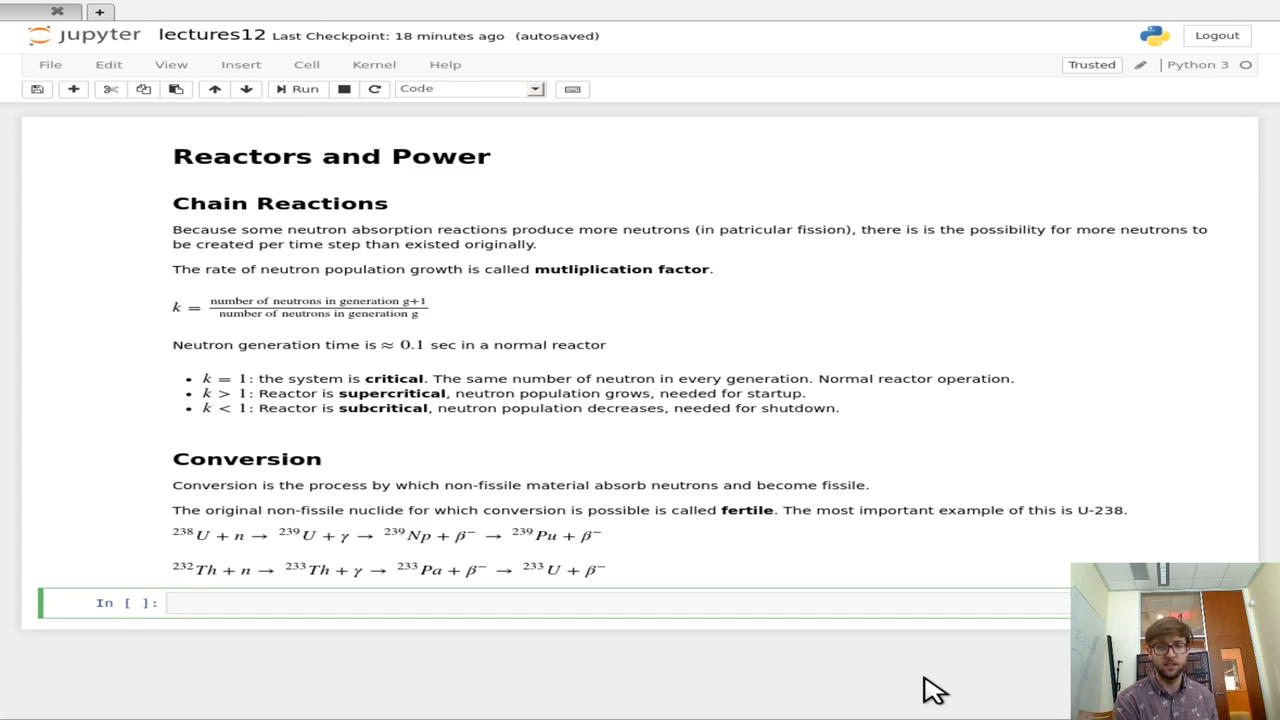 jupyter lectures12 Last Checkpoint: 18 minutes ago (autosaved) Logout
File Edit View Insert Cell Kernel Help Trusted Python 3
Run Code
Reactors and Power
Chain Reactions
Because some neutron absorption reactions produce more neutrons (in patricular fission), there is is the possibility for more neutrons to
be created per time step than existed originally.
The rate of neutron population growth is called mutliplication factor.
k = number of neutrons in generation g+1 / number of neutrons in generation g
Neutron generation time is ≈ 0.1 sec in a normal reactor
• k = 1: the system is critical. The same number of neutron in every generation. Normal reactor operation.
• k > 1: Reactor is supercritical, neutron population grows, needed for startup.
• k < 1: Reactor is subcritical, neutron population decreases, needed for shutdown.
Conversion
Conversion is the process by which non-fissile material absorb neutrons and become fissile.
The original non-fissile nuclide for which conversion is possible is called fertile. The most important example of this is U-238.
²³⁸U + n → ²³⁹U + γ → ²³⁹Np + β⁻ → ²³⁹Pu + β⁻
²³²Th + n → ²³³Th + γ → ²³³Pa + β⁻ → ²³³U + β⁻
In [ ]: